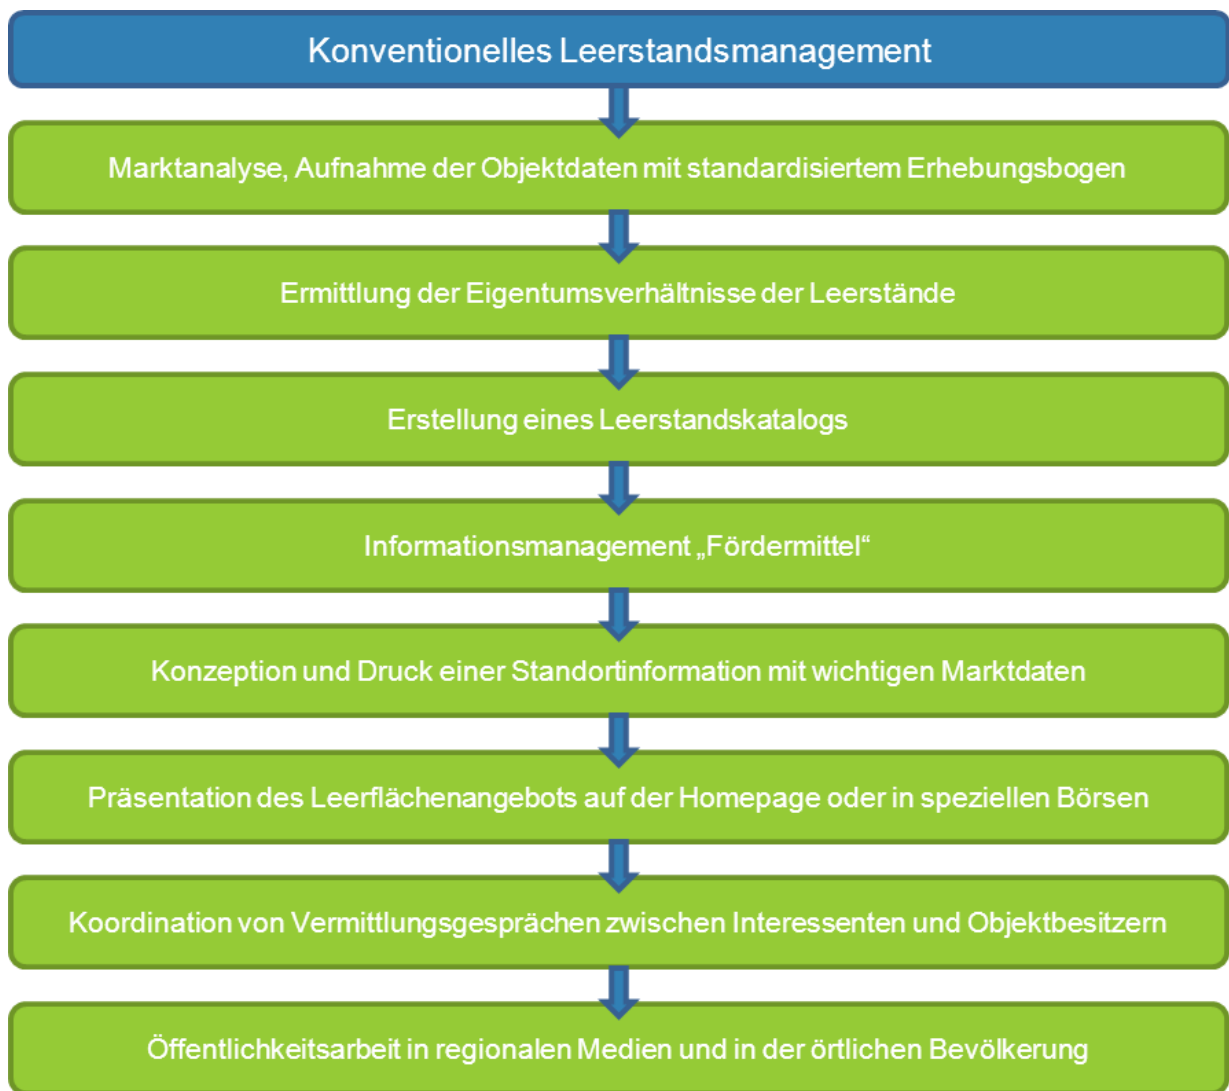 Konventionelles Leerstandsmanagement
Marktanalyse, Aufnahme der Objektdaten mit standardisiertem Erhebungsbogen
Ermittlung der Eigentumsverhältnisse der Leerstände
Erstellung eines Leerstandskatalogs
Informationsmanagement „Fördermittel“
Konzeption und Druck einer Standortinformation mit wichtigen Marktdaten
Präsentation des Leerflächenangebots auf der Homepage oder in speziellen Börsen
Koordination von Vermittlungsgesprächen zwischen Interessenten und Objektbesitzern
Öffentlichkeitsarbeit in regionalen Medien und in der örtlichen Bevölkerung